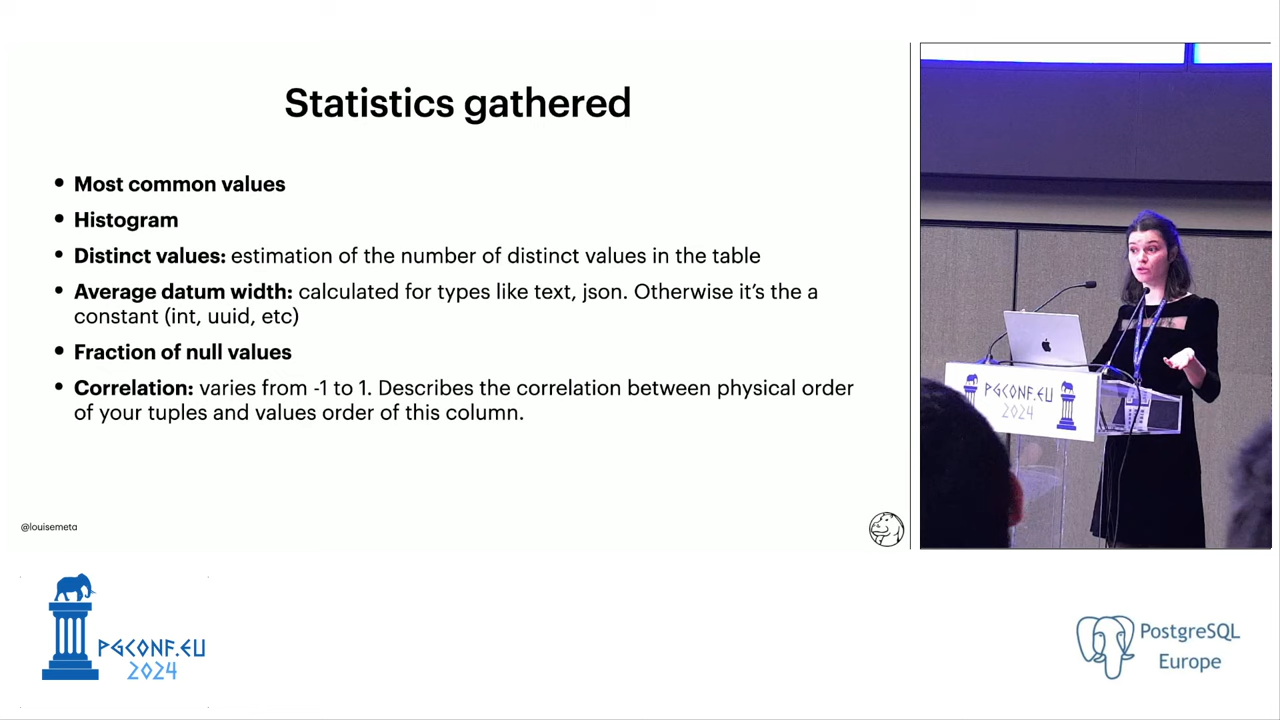 Statistics gathered
• Most common values
• Histogram
• Distinct values: estimation of the number of distinct values in the table
• Average datum width: calculated for types like text, json. Otherwise it's the a
constant (int, uuid, etc)
• Fraction of null values
• Correlation: varies from -1 to 1. Describes the correlation between physical order
of your tuples and values order of this column.
@louisemeta
PGCONF.EU
2024
PGCONF.EU
2024
PostgreSQL
Europe